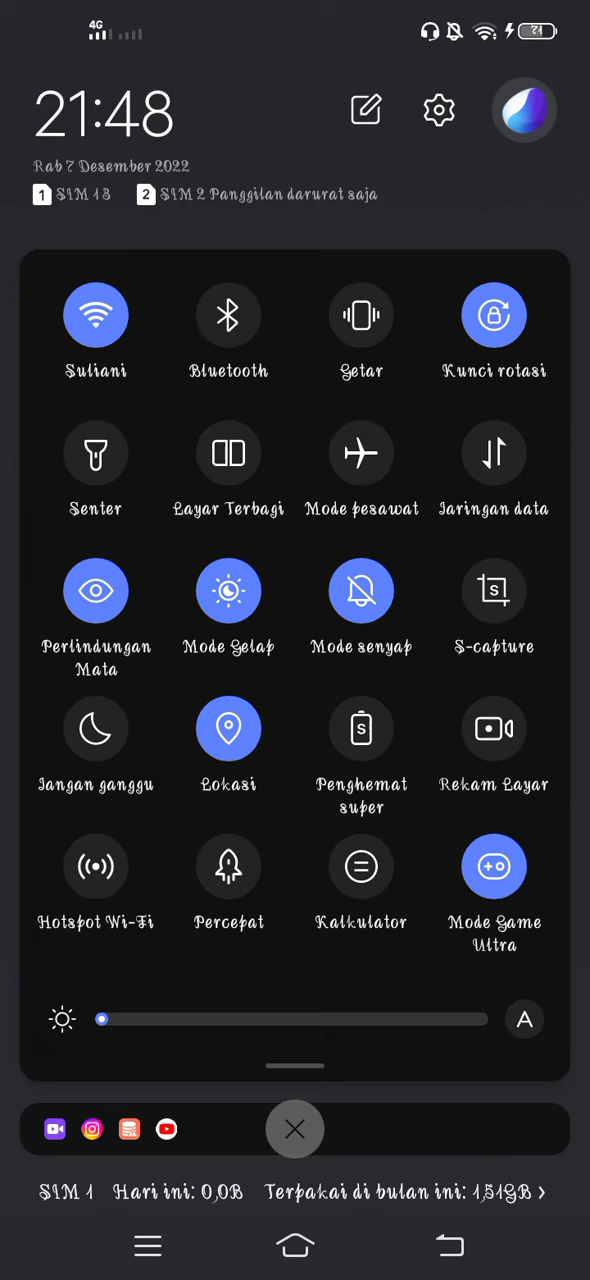 4G
71
21:48
Rab 7 Desember 2022
1 SIM 1 3 2 SIM 2 Panggilan darurat saja
Suliani Bluetooth Getar Kunci rotasi
Senter Layar Terbagi Mode pesawat Jaringan data
S
Perlindungan Mata Mode Gelap Mode senyap S-capture
S
Jangan ganggu Lokasi Penghemat super Rekam Layar
Hotspot Wi-Fi Percepat Kalkulator Mode Game Ultra
A
SIM 1 Hari ini: 0,0B Terpakai di bulan ini: 1,51GB